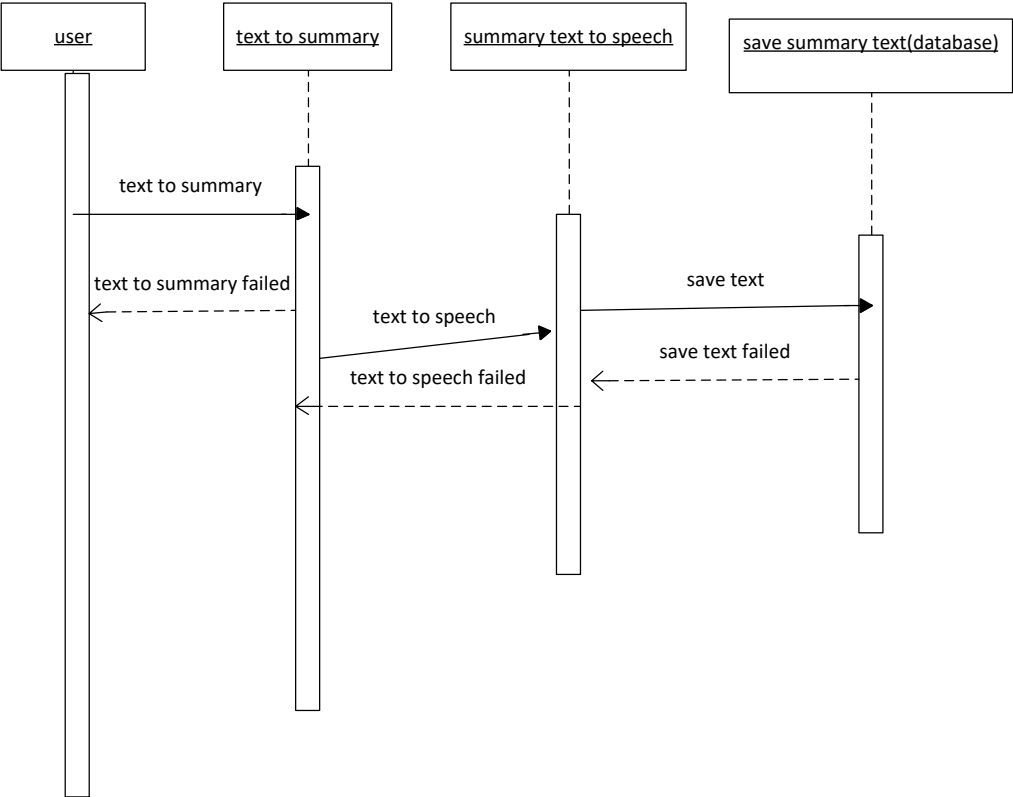 user
text to summary
summary text to speech
save summary text(database)
text to summary
text to summary failed
save text
text to speech
save text failed
text to speech failed